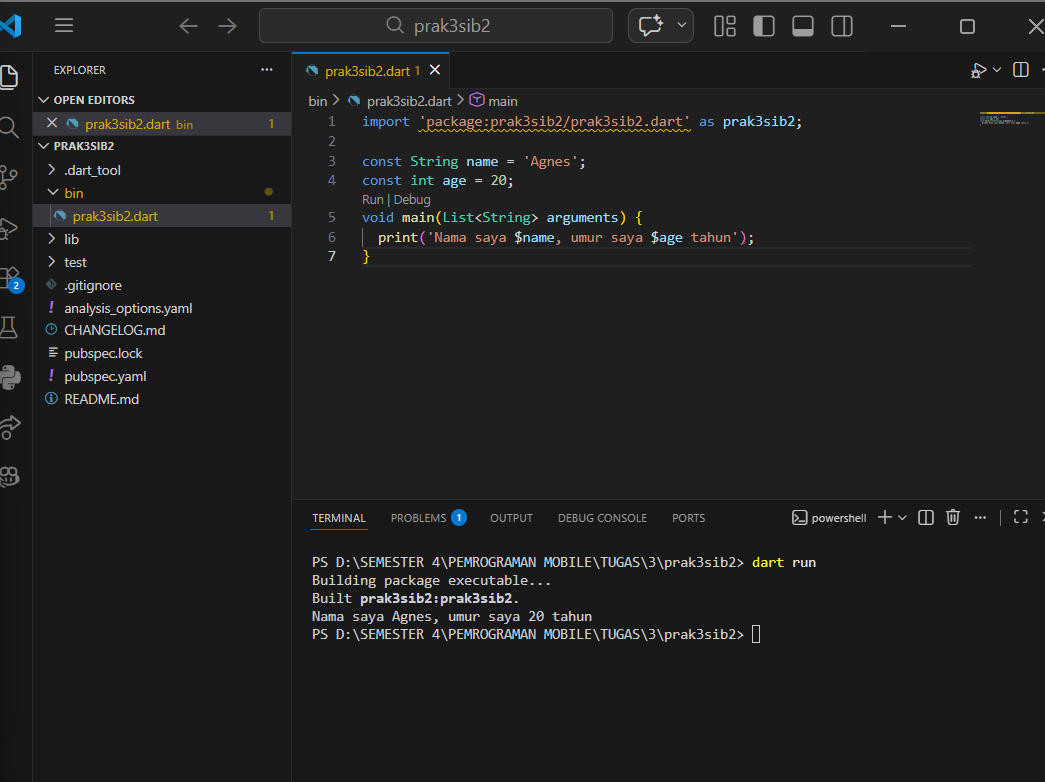 prak3sib2
EXPLORER
OPEN EDITORS
prak3sib2.dart bin 1
PRAK3SIB2
.dart_tool
bin
prak3sib2.dart 1
lib
test
.gitignore
analysis_options.yaml
CHANGELOG.md
pubspec.lock
pubspec.yaml
README.md
2
prak3sib2.dart 1
bin > prak3sib2.dart > main
1 import 'package:prak3sib2/prak3sib2.dart' as prak3sib2;
2
3 const String name = 'Agnes';
4 const int age = 20;
Run | Debug
5 void main(List<String> arguments) {
6 print('Nama saya $name, umur saya $age tahun');
7 }
TERMINAL PROBLEMS 1 OUTPUT DEBUG CONSOLE PORTS powershell
PS D:\SEMESTER 4\PEMROGRAMAN MOBILE\TUGAS\3\prak3sib2> dart run
Building package executable...
Built prak3sib2:prak3sib2.
Nama saya Agnes, umur saya 20 tahun
PS D:\SEMESTER 4\PEMROGRAMAN MOBILE\TUGAS\3\prak3sib2>